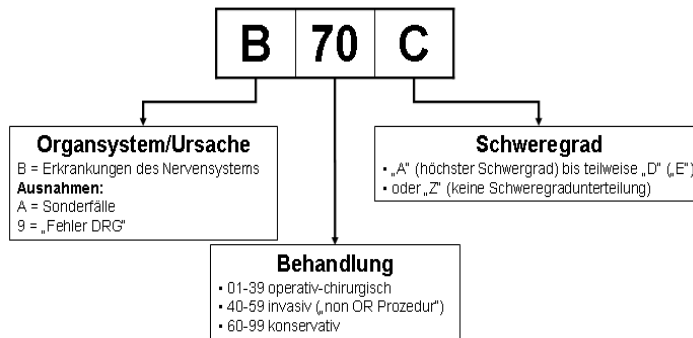 B 70 C
Organsystem/Ursache
B = Erkrankungen des Nervensystems
Ausnahmen:
A = Sonderfälle
9 = „Fehler DRG"
Schweregrad
• „A" (höchster Schwergrad) bis teilweise „D" („E")
• oder „Z" (keine Schweregradunterteilung)
Behandlung
• 01-39 operativ-chirurgisch
• 40-59 invasiv („non OR Prozedur")
• 60-99 konservativ